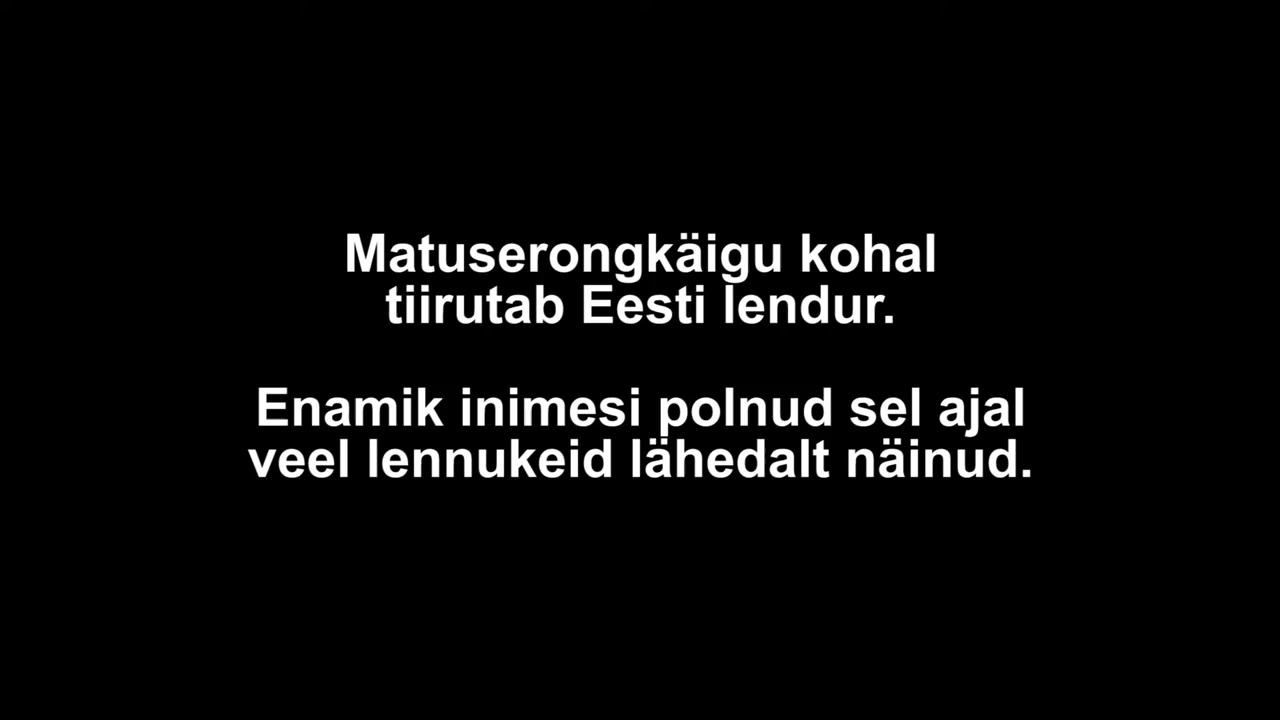 Matuserongkäigu kohal
tiirutab Eesti lendur.
Enamik inimesi polnud sel ajal
veel lennukeid lähedalt näinud.